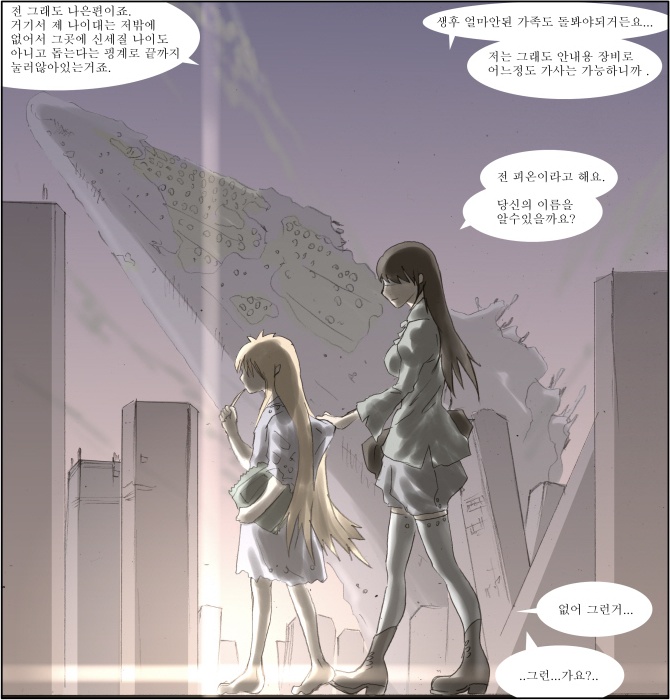 전 그래도 나은편이죠.
거기서 제 나이대는 저밖에
없어서 그곳에 신세질 나이도
아니고 돕는다는 핑계로 끝까지
눌러앉아있는거죠.
생후 얼마안된 가족도 돌봐야되거든요...
저는 그래도 안내용 장비로
어느정도 가사는 가능하니까 .
전 피온이라고 해요.
당신의 이름을
알수있을까요?
없어 그런거...
..그런...가요?..